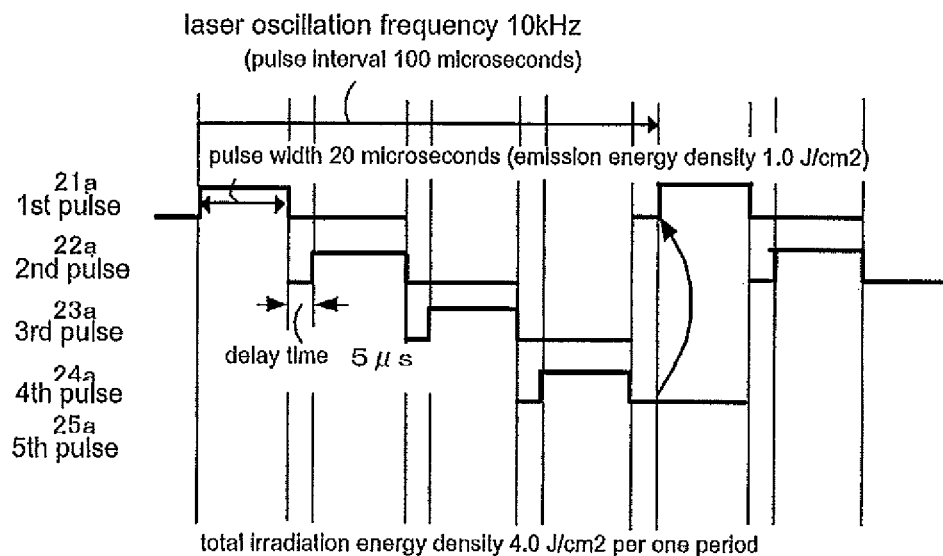 laser oscillation frequency 10kHz
(pulse interval 100 microseconds)
pulse width 20 microseconds (emission energy density 1.0 J/cm2)
21a
1st pulse
22a
2nd pulse
23a
3rd pulse
delay time 5 μ s
24a
4th pulse
25a
5th pulse
total irradiation energy density 4.0 J/cm2 per one period